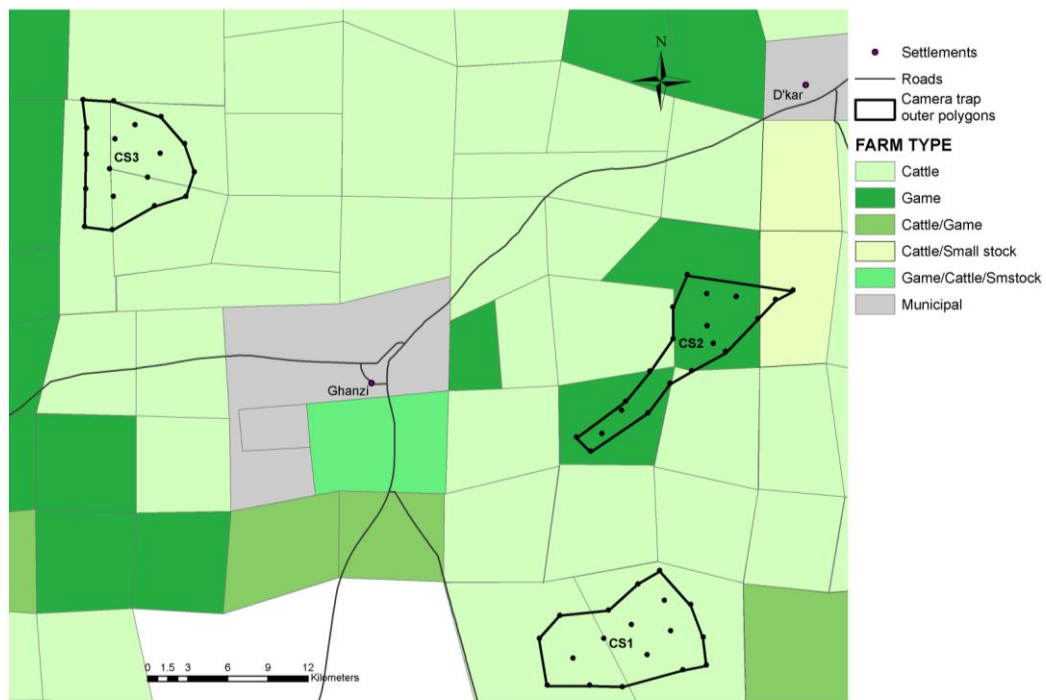 N
D'kar
CS3
CS2
Ghanzi
CS1
0 1.5 3 6 9 12
Kilometers
Settlements
Roads
Camera trap
outer polygons
FARM TYPE
Cattle
Game
Cattle/Game
Cattle/Small stock
Game/Cattle/Smstock
Municipal